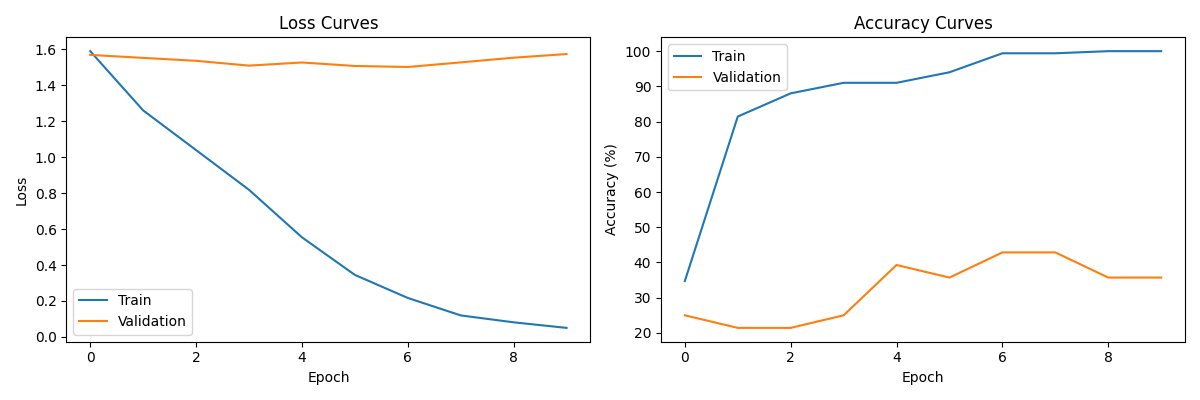 Loss Curves
1.6
1.4
1.2
1.0
0.8
0.6
0.4
0.2
0.0
Loss
Train
Validation
0 2 4 6 8
Epoch
Accuracy Curves
Train
Validation
100
90
80
70
60
50
40
30
20
Accuracy (%)
0 2 4 6 8
Epoch